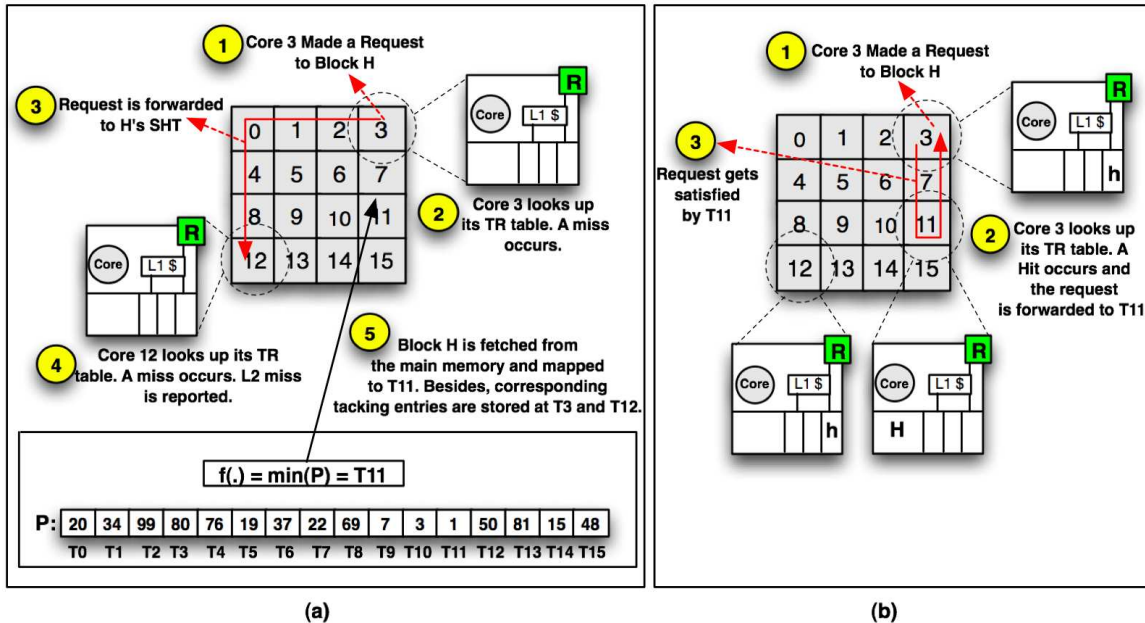 1
Core 3 Made a Request
to Block H
3
Request is forwarded
to H's SHT
R
Core
L1 $
0 1 2 3
4 5 6 7
8 9 10 11
12 13 14 15
2
Core 3 looks up
its TR table. A miss
occurs.
R
Core
L1 $
4
Core 12 looks up its TR
table. A miss occurs. L2 miss
is reported.
5
Block H is fetched from
the main memory and mapped
to T11. Besides, corresponding
tacking entries are stored at T3 and T12.
f(.) = min(P) = T11
P: 20 34 99 80 76 19 37 22 69 7 3 1 50 81 15 48
T0 T1 T2 T3 T4 T5 T6 T7 T8 T9 T10 T11 T12 T13 T14 T15
(a)
1
Core 3 Made a Request
to Block H
R
Core
L1 $
h
3
Request gets
satisfied
by T11
0 1 2 3
4 5 6 7
8 9 10 11
12 13 14 15
2
Core 3 looks up
its TR table. A
Hit occurs and
the request
is forwarded to T11
R
Core
L1 $
h
R
Core
L1 $
H
(b)